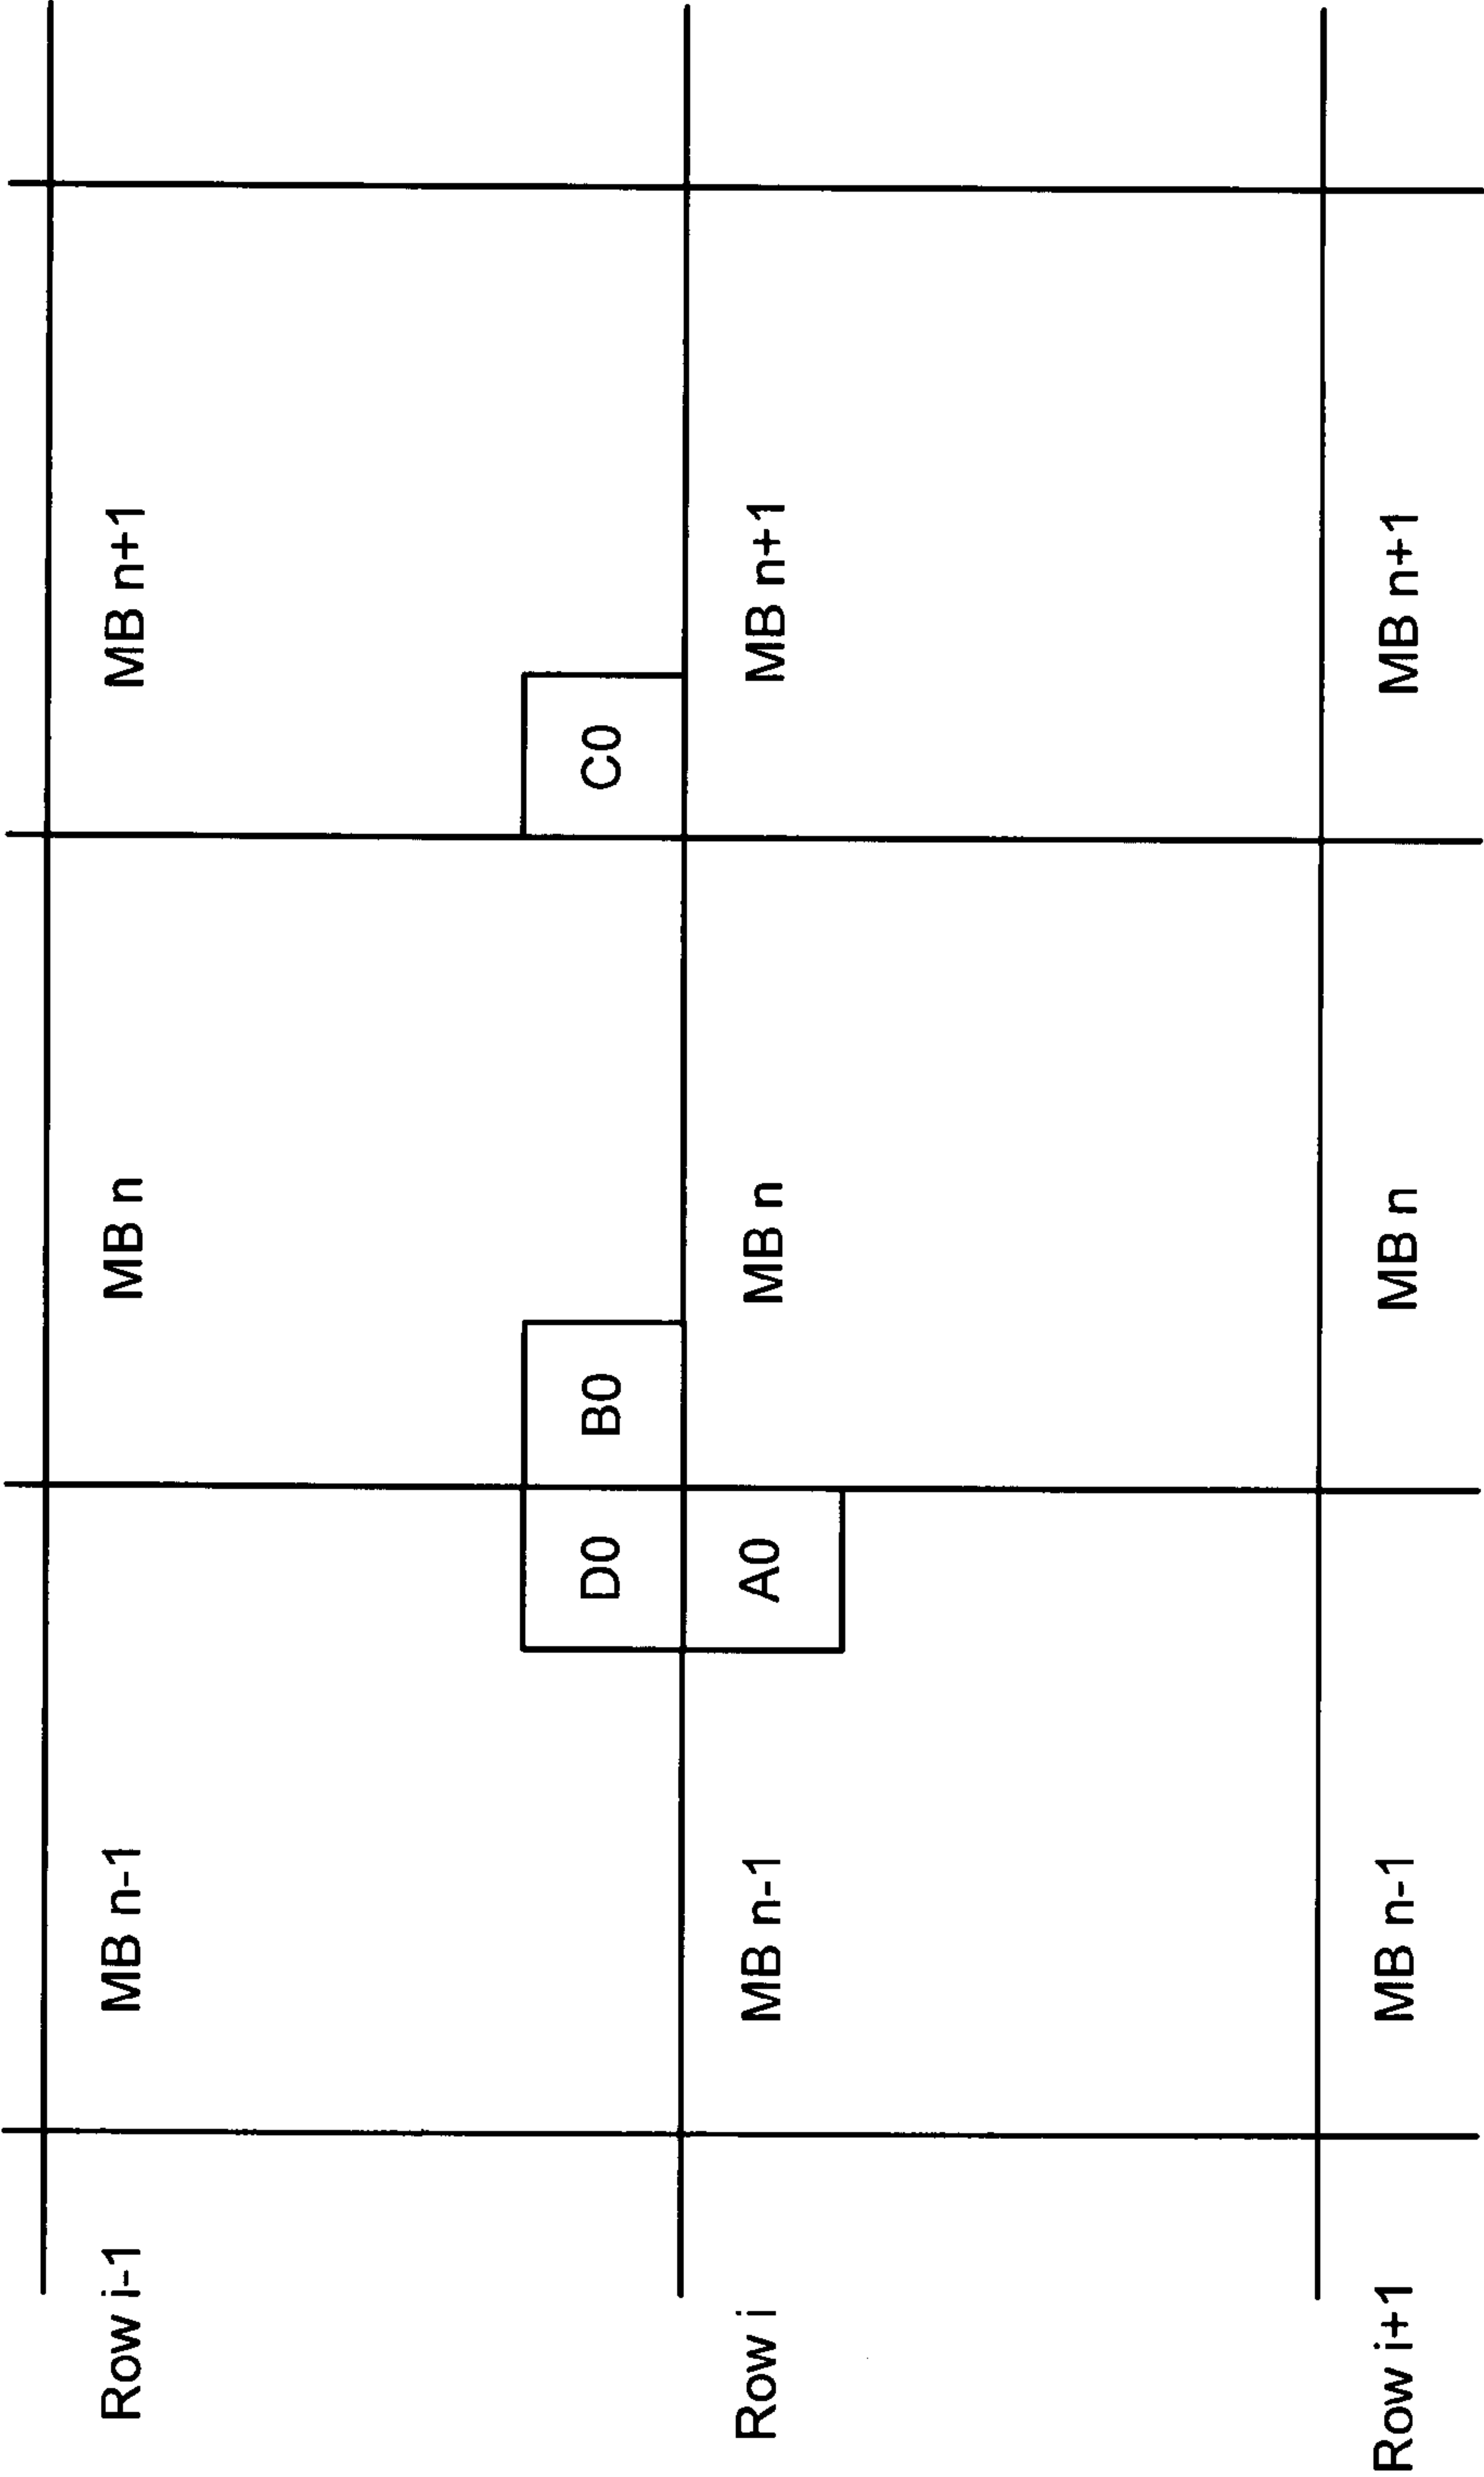 Row i-1
MB n-1
MB n
MB n+1
D0
B0
C0
Row i
MB n-1
MB n
MB n+1
A0
Row i+1
MB n-1
MB n
MB n+1